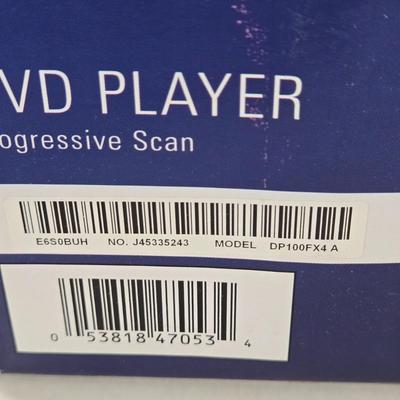 VD PLAYER
ogressive Scan
E6S0BUH NO. J45335243 MODEL DP100FX4 A
0 53818 47053 4